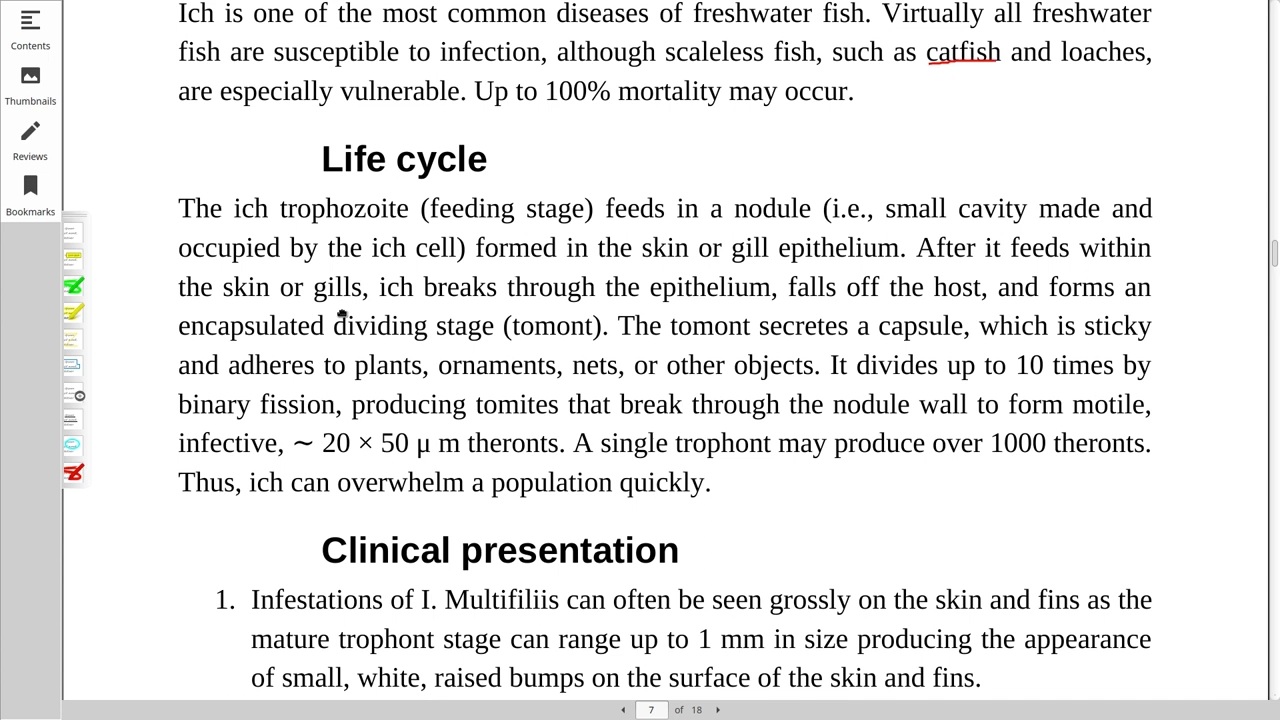 Contents
Thumbnails
Reviews
Bookmarks
Ich is one of the most common diseases of freshwater fish. Virtually all freshwater
fish are susceptible to infection, although scaleless fish, such as catfish and loaches,
are especially vulnerable. Up to 100% mortality may occur.
Life cycle
The ich trophozoite (feeding stage) feeds in a nodule (i.e., small cavity made and
occupied by the ich cell) formed in the skin or gill epithelium. After it feeds within
the skin or gills, ich breaks through the epithelium, falls off the host, and forms an
encapsulated dividing stage (tomont). The tomont secretes a capsule, which is sticky
and adheres to plants, ornaments, nets, or other objects. It divides up to 10 times by
binary fission, producing tomites that break through the nodule wall to form motile,
infective, ∼ 20 × 50 μ m theronts. A single trophont may produce over 1000 theronts.
Thus, ich can overwhelm a population quickly.
Clinical presentation
1. Infestations of I. Multifiliis can often be seen grossly on the skin and fins as the
mature trophont stage can range up to 1 mm in size producing the appearance
of small, white, raised bumps on the surface of the skin and fins.
7 of 18